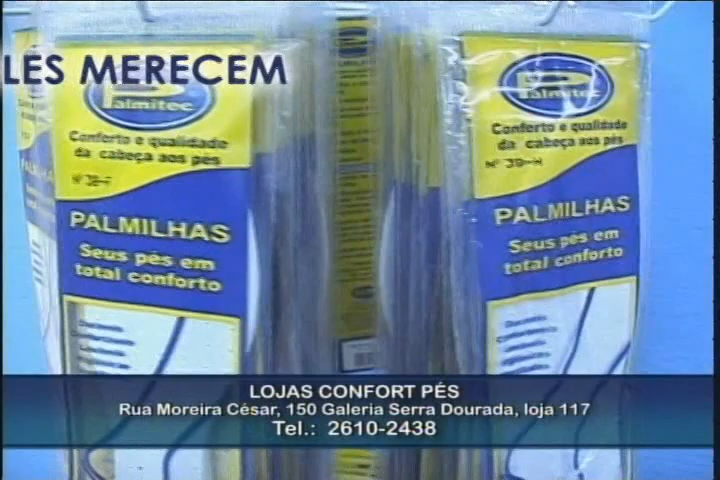 LES MERECEM
Palmitec
Conforto e qualidade
da cabeça aos pés
PALMILHAS
Seus pés em
total conforto
Palmitec
Conforto e qualidade
da cabeça aos pés
Nº 39-H
PALMILHAS
Seus pés em
total conforto
LOJAS CONFORT PÉS
Rua Moreira César, 150 Galeria Serra Dourada, loja 117
Tel.: 2610-2438